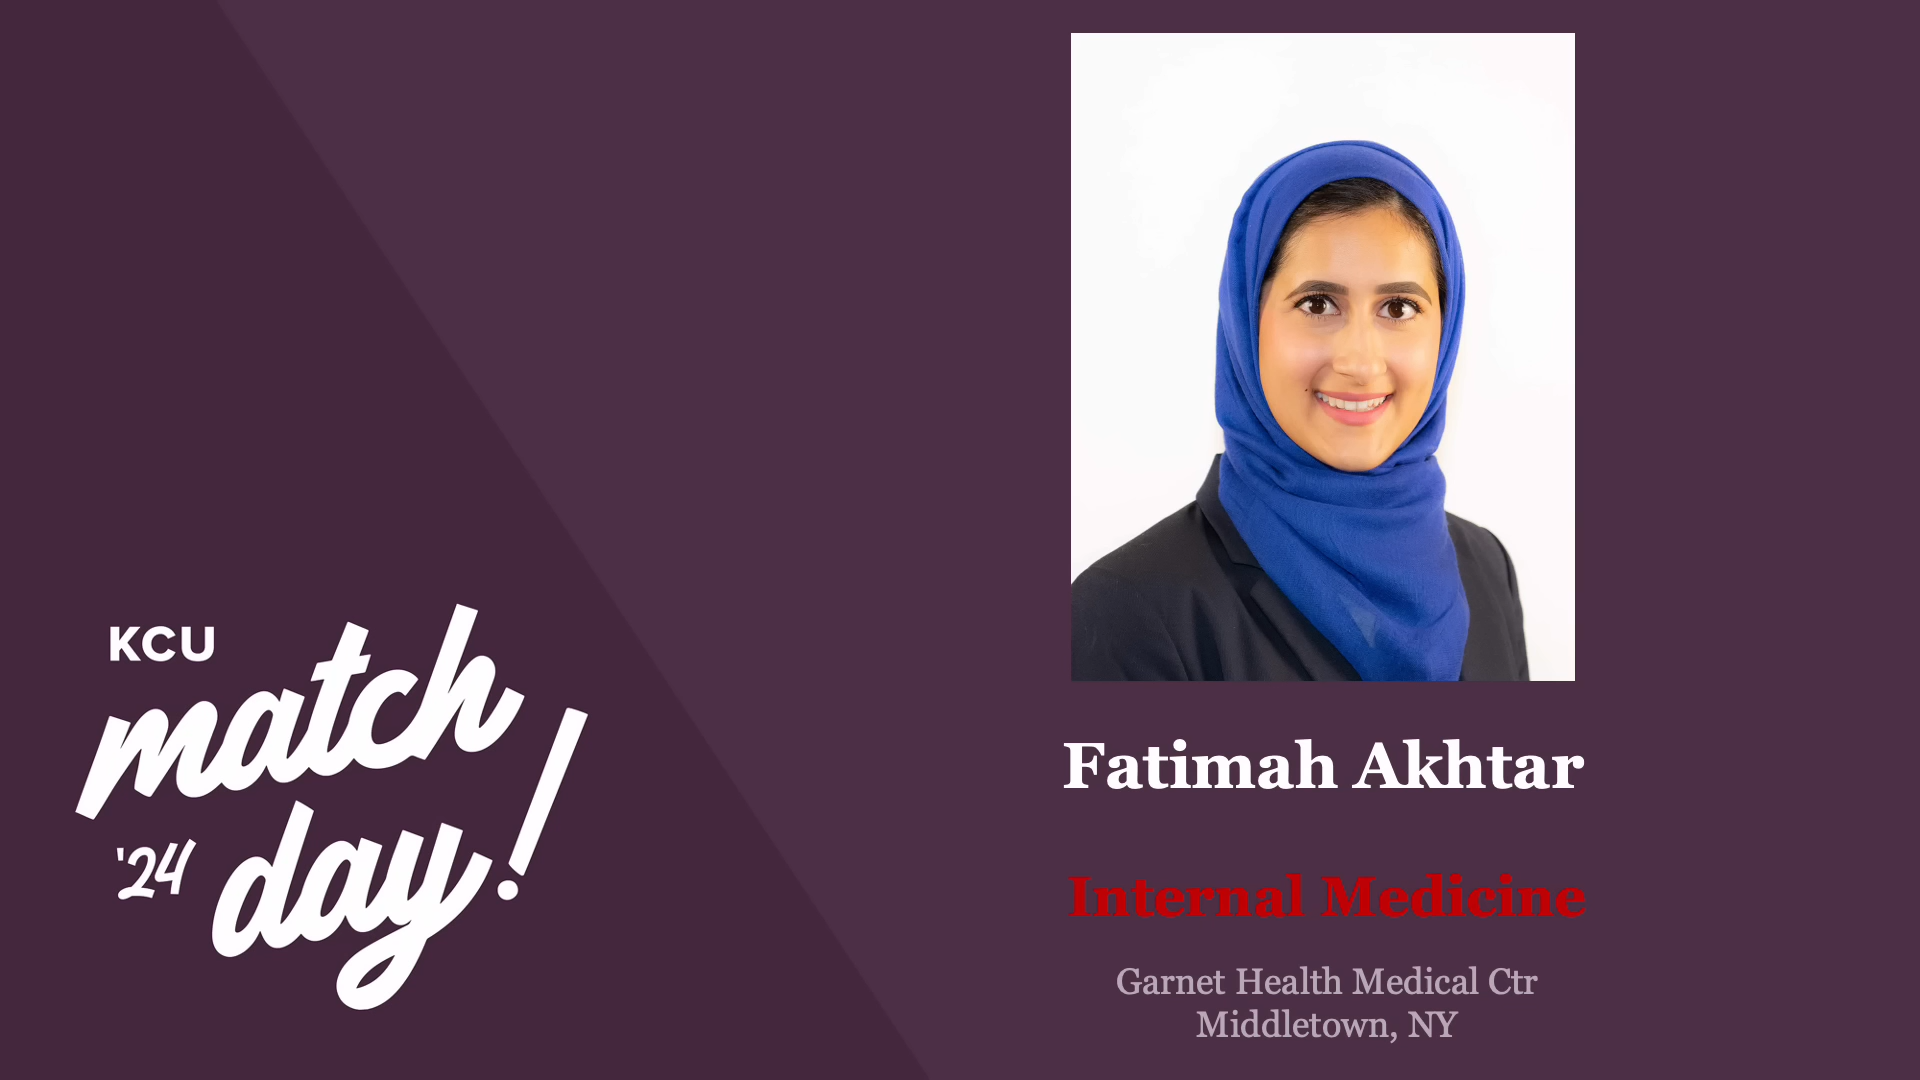 KCU
match
'24 day!
Fatimah Akhtar
Internal Medicine
Garnet Health Medical Ctr
Middletown, NY